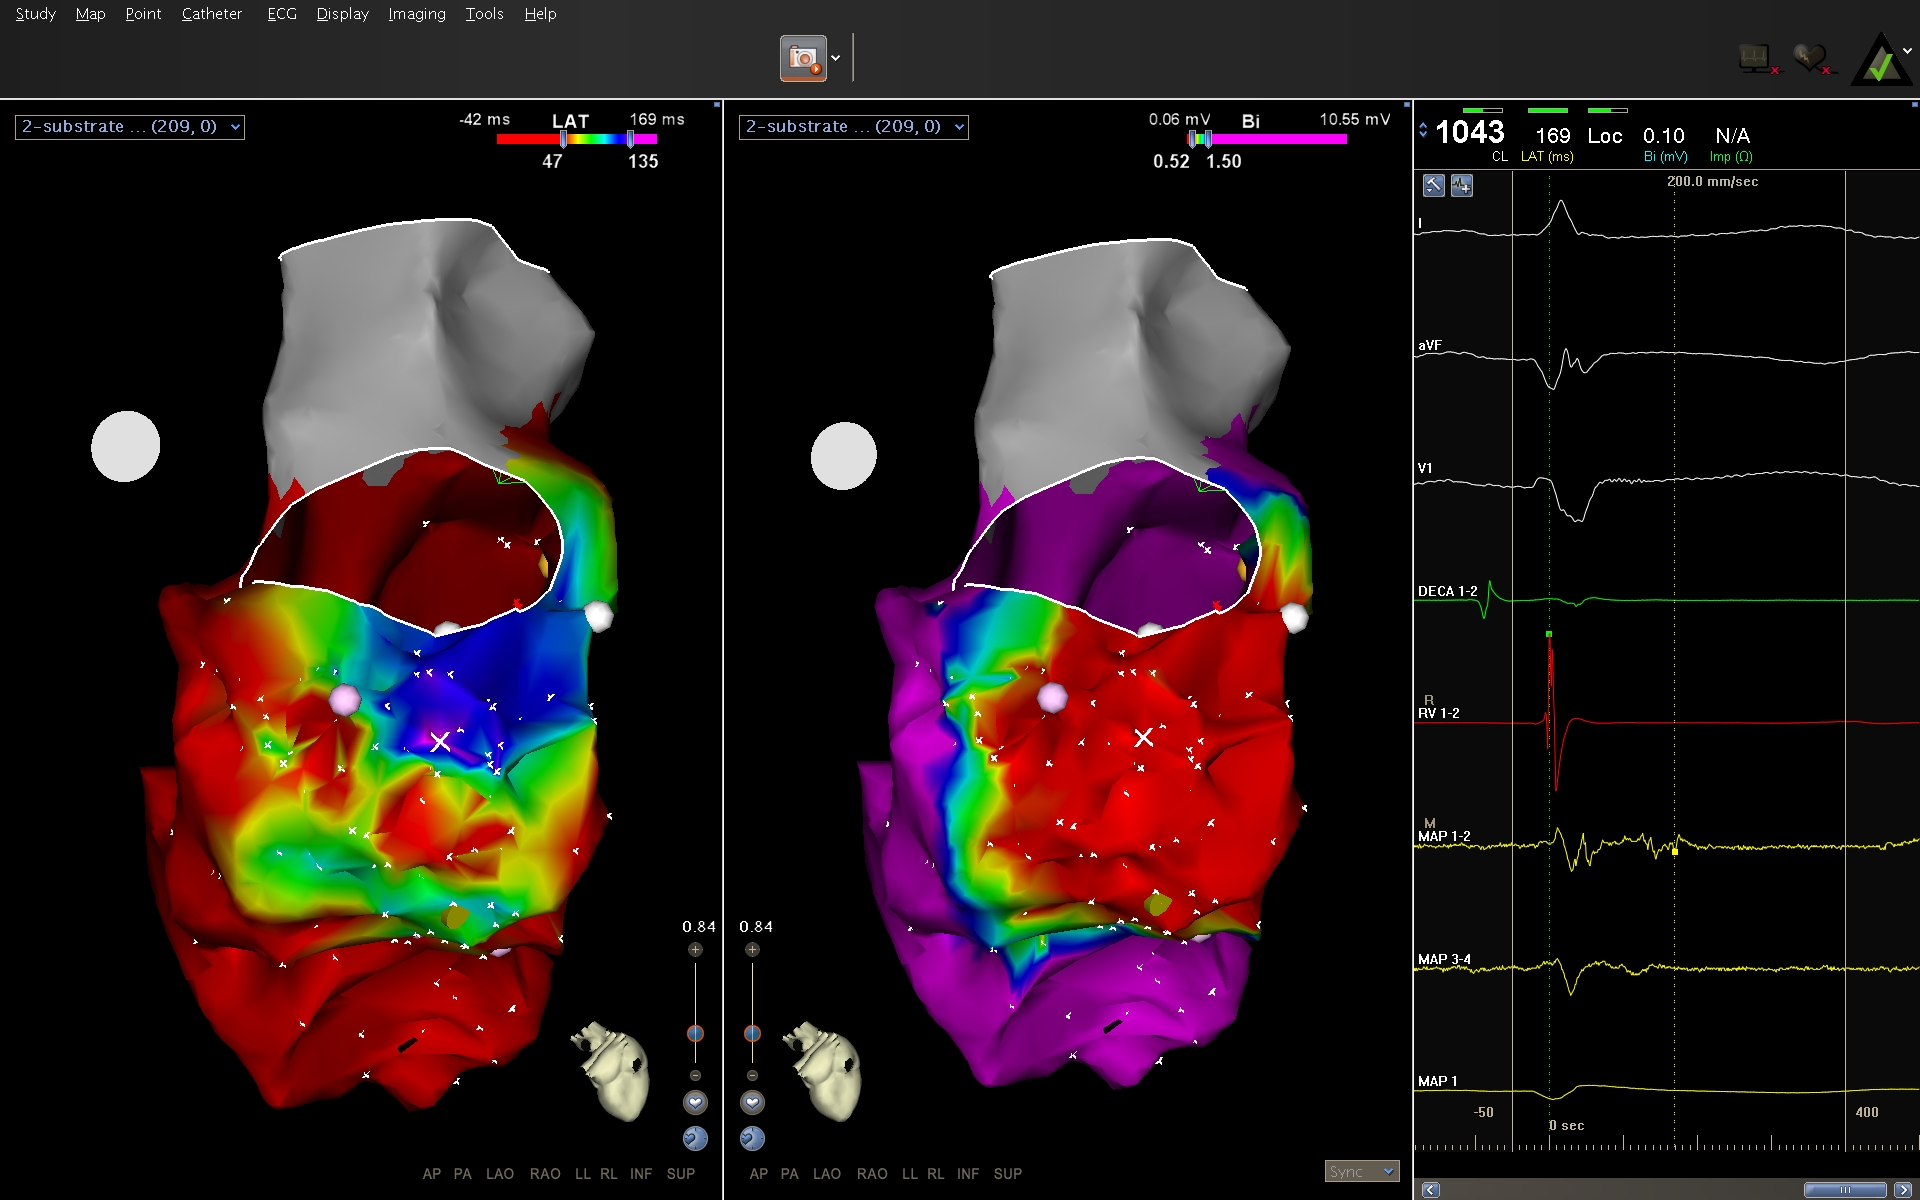 Study Map Point Catheter ECG Display Imaging Tools Help
2-substrate ... (209, 0)
-42 ms LAT 169 ms
47 135
2-substrate ... (209, 0)
0.06 mV Bi 10.55 mV
0.52 1.50
1043 169 Loc 0.10 N/A
CL LAT (ms) Bi (mV) Imp (Ω)
200.0 mm/sec
I
aVF
V1
DECA 1-2
R
RV 1-2
M
MAP 1-2
MAP 3-4
MAP 1
-50 400
0 sec
0.84
0.84
AP PA LAO RAO LL RL INF SUP
AP PA LAO RAO LL RL INF SUP
Sync